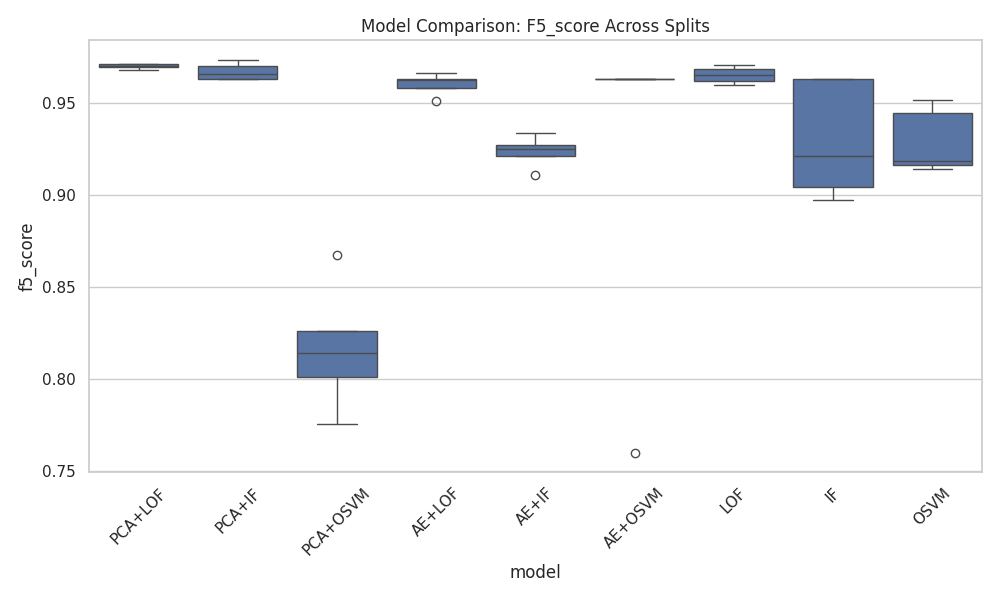 Model Comparison: F5_score Across Splits
f5_score
0.95
0.90
0.85
0.80
0.75
PCA+LOF
PCA+IF
PCA+OSVM
AE+LOF
AE+IF
AE+OSVM
LOF
IF
OSVM
model